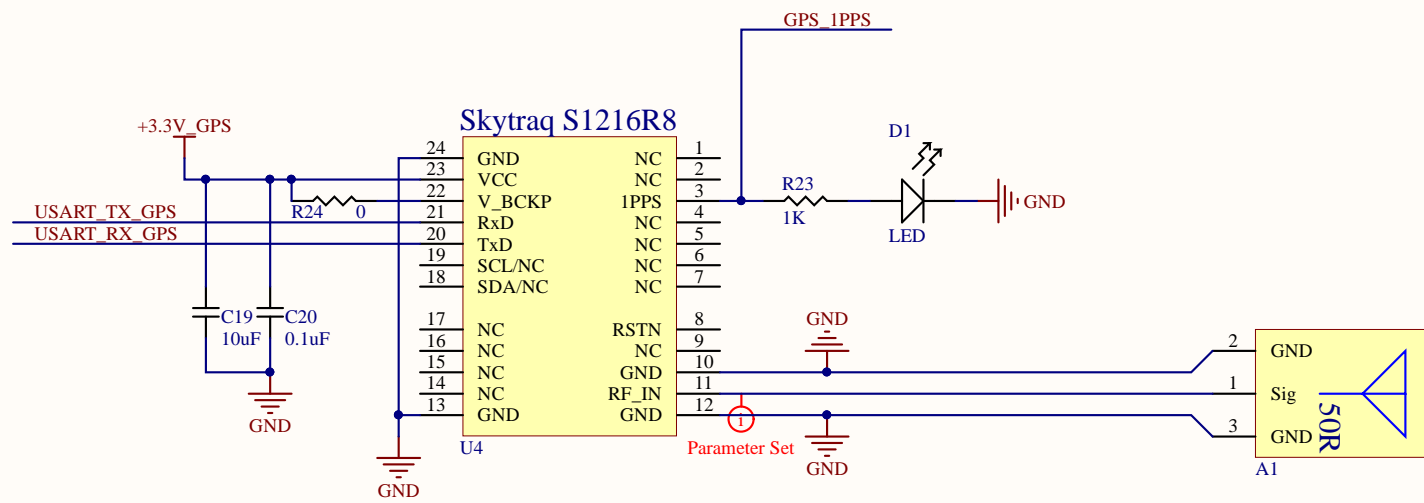 GPS_1PPS
Skytraq S1216R8
+3.3V_GPS
D1
24 GND NC 1
23 VCC NC 2
22 V_BCKP 1PPS 3
R23
1K
R24 0
USART_TX_GPS
21 RxD NC 4
GND
LED
USART_RX_GPS
20 TxD NC 5
19 SCL/NC NC 6
18 SDA/NC NC 7
C19
10uF
C20
0.1uF
GND
17 NC RSTN 8
16 NC NC 9
15 NC GND 10
14 NC RF_IN 11
13 GND GND 12
GND
2 GND
1 Sig
3 GND
50R
GND
U4
i
Parameter Set
GND
A1
GND